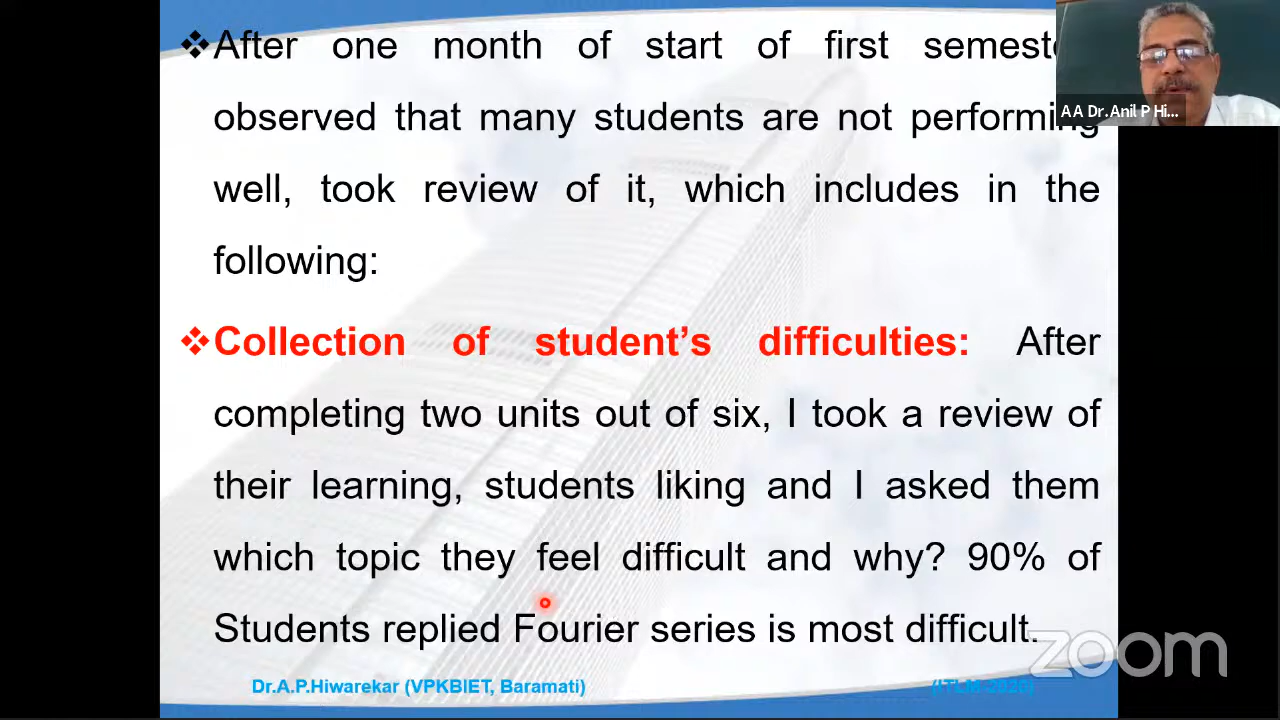 ❖After one month of start of first semeste
observed that many students are not performing
well, took review of it, which includes in the
following:
❖Collection of student's difficulties: After
completing two units out of six, I took a review of
their learning, students liking and I asked them
which topic they feel difficult and why? 90% of
Students replied Fourier series is most difficult.
Dr.A.P.Hiwarekar (VPKBIET, Baramati)
(ITLM 2020)
A A Dr.Anil P Hi...
zoom